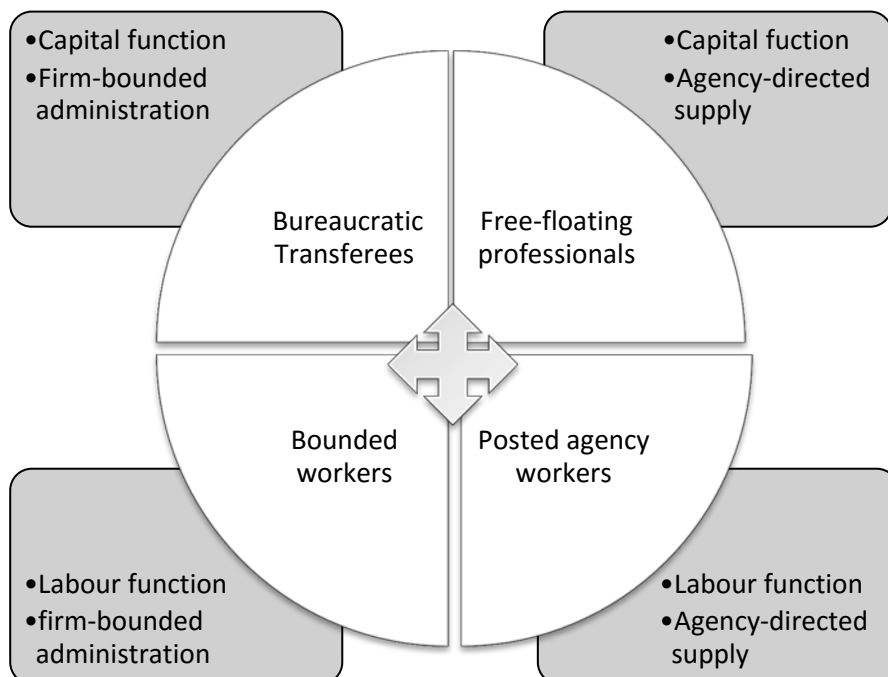 •Capital function
•Firm-bounded
administration
•Capital fuction
•Agency-directed
supply
Bureaucratic
Transferees
Free-floating
professionals
Bounded
workers
Posted agency
workers
•Labour function
•firm-bounded
administration
•Labour function
•Agency-directed
supply